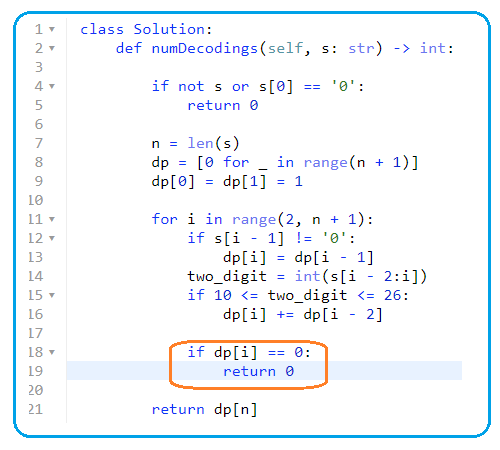 1 class Solution:
2     def numDecodings(self, s: str) -> int:
3
4         if not s or s[0] == '0':
5             return 0
6
7         n = len(s)
8         dp = [0 for _ in range(n + 1)]
9         dp[0] = dp[1] = 1
10
11         for i in range(2, n + 1):
12             if s[i - 1] != '0':
13                 dp[i] = dp[i - 1]
14             two_digit = int(s[i - 2:i])
15             if 10 <= two_digit <= 26:
16                 dp[i] += dp[i - 2]
17
18             if dp[i] == 0:
19                 return 0
20
21         return dp[n]